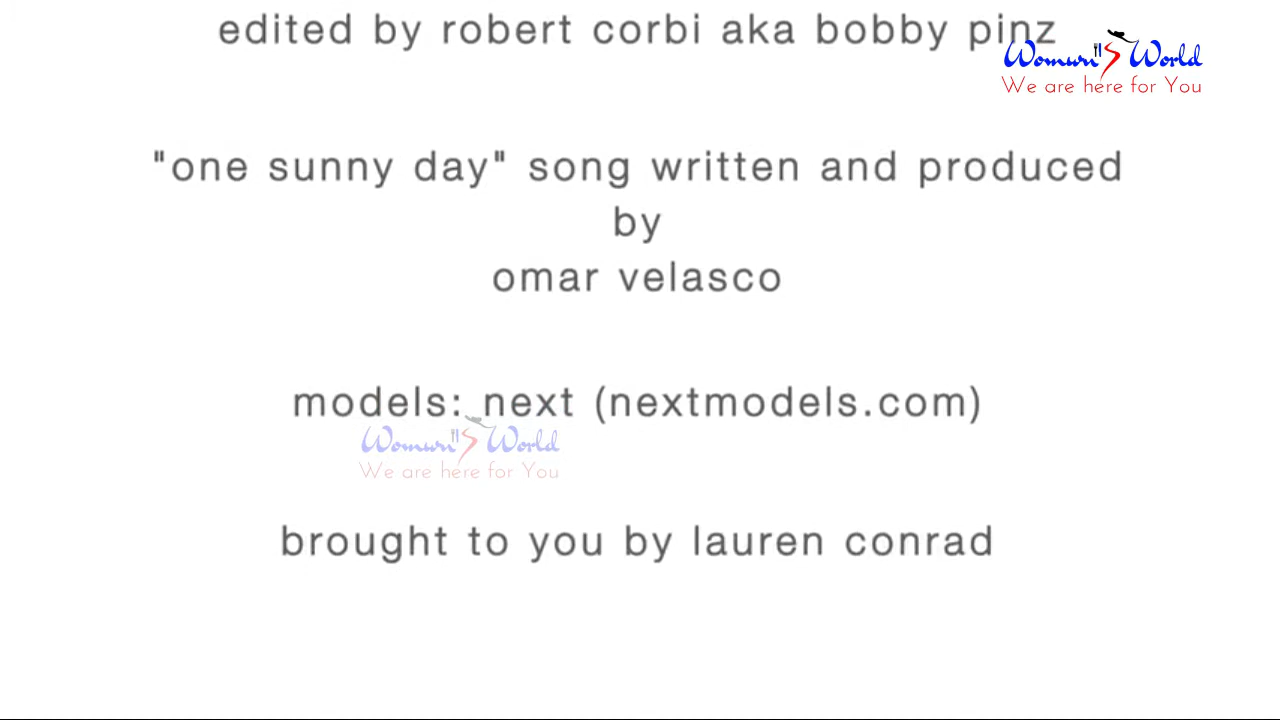 edited by robert corbi aka bobby pinz
Womwn's World
We are here for You
"one sunny day" song written and produced
by
omar velasco
models: next (nextmodels.com)
Womwn's World
We are here for You
brought to you by lauren conrad